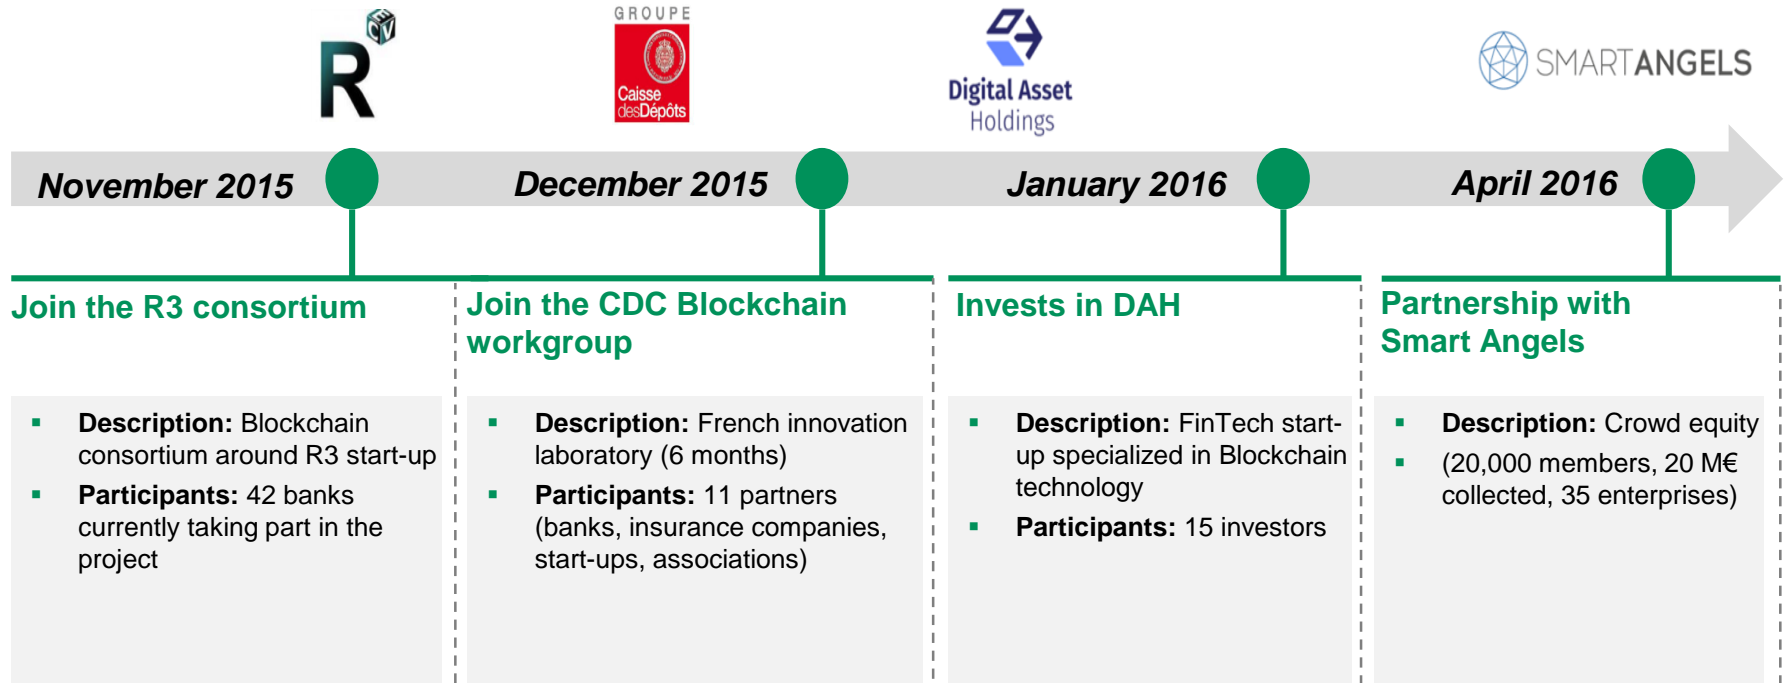 R
CEV
GROUPE
Caisse
desDépôts
Digital Asset
Holdings
SMARTANGELS
November 2015
December 2015
January 2016
April 2016
Join the R3 consortium
▪ Description: Blockchain
consortium around R3 start-up
▪ Participants: 42 banks
currently taking part in the
project
Join the CDC Blockchain
workgroup
▪ Description: French innovation
laboratory (6 months)
▪ Participants: 11 partners
(banks, insurance companies,
start-ups, associations)
Invests in DAH
▪ Description: FinTech start-
up specialized in Blockchain
technology
▪ Participants: 15 investors
Partnership with
Smart Angels
▪ Description: Crowd equity
▪ (20,000 members, 20 M€
collected, 35 enterprises)